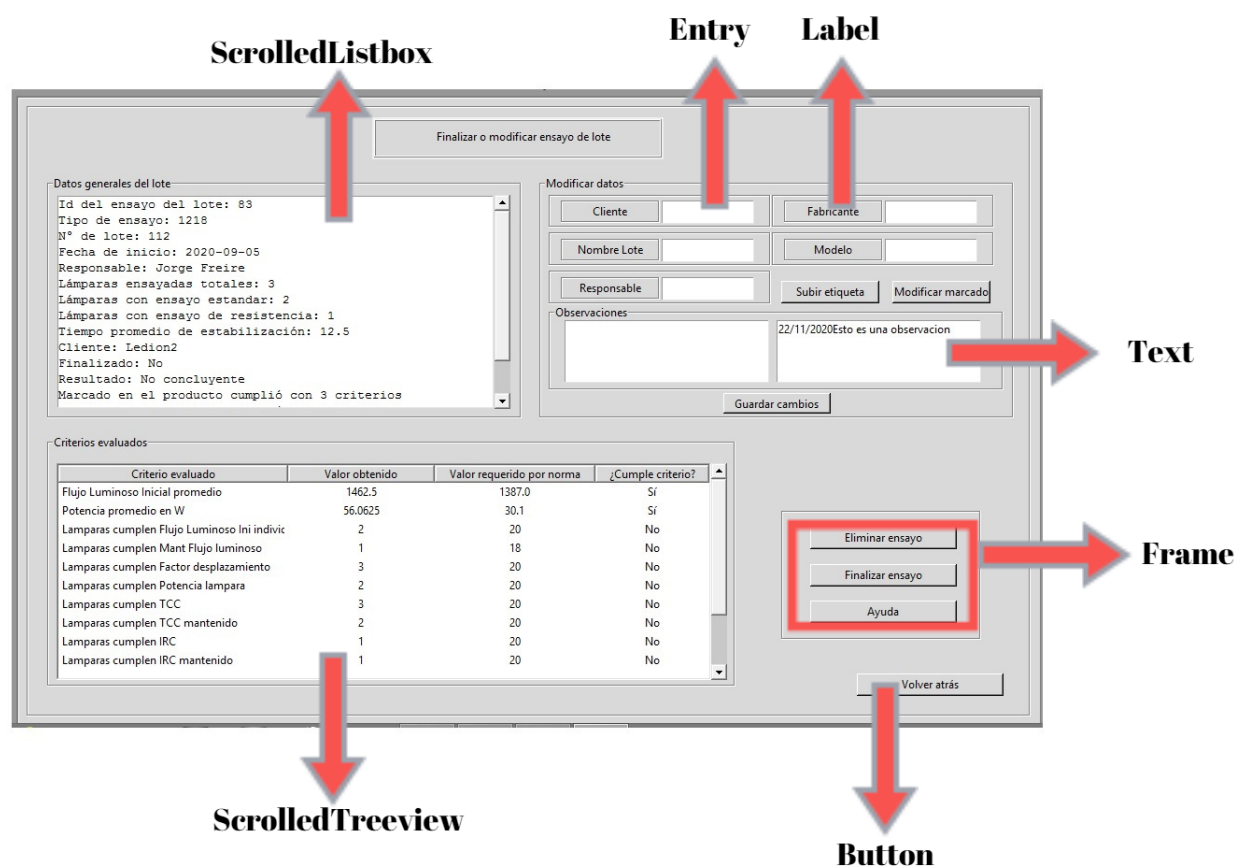 Entry Label
ScrolledListbox
Finalizar o modificar ensayo de lote
Datos generales del lote
Id del ensayo del lote: 83
Tipo de ensayo: 1218
N° de lote: 112
Fecha de inicio: 2020-09-05
Responsable: Jorge Freire
Lámparas ensayadas totales: 3
Lámparas con ensayo estandar: 2
Lámparas con ensayo de resistencia: 1
Tiempo promedio de estabilización: 12.5
Cliente: Ledion2
Finalizado: No
Resultado: No concluyente
Marcado en el producto cumplió con 3 criterios
Modificar datos
Cliente Fabricante
Nombre Lote Modelo
Responsable Subir etiqueta Modificar marcado
Observaciones
22/11/2020Esto es una observacion
Text
Guardar cambios
Criterios evaluados
Criterio evaluado Valor obtenido Valor requerido por norma ¿Cumple criterio?
Flujo Luminoso Inicial promedio 1462.5 1387.0 Sí
Potencia promedio en W 56.0625 30.1 Sí
Lamparas cumplen Flujo Luminoso Ini indivic 2 20 No
Lamparas cumplen Mant Flujo luminoso 1 18 No
Lamparas cumplen Factor desplazamiento 3 20 No
Lamparas cumplen Potencia lampara 2 20 No
Lamparas cumplen TCC 3 20 No
Lamparas cumplen TCC mantenido 2 20 No
Lamparas cumplen IRC 1 20 No
Lamparas cumplen IRC mantenido 1 20 No
Eliminar ensayo
Finalizar ensayo
Ayuda
Frame
Volver atrás
ScrolledTreeview
Button